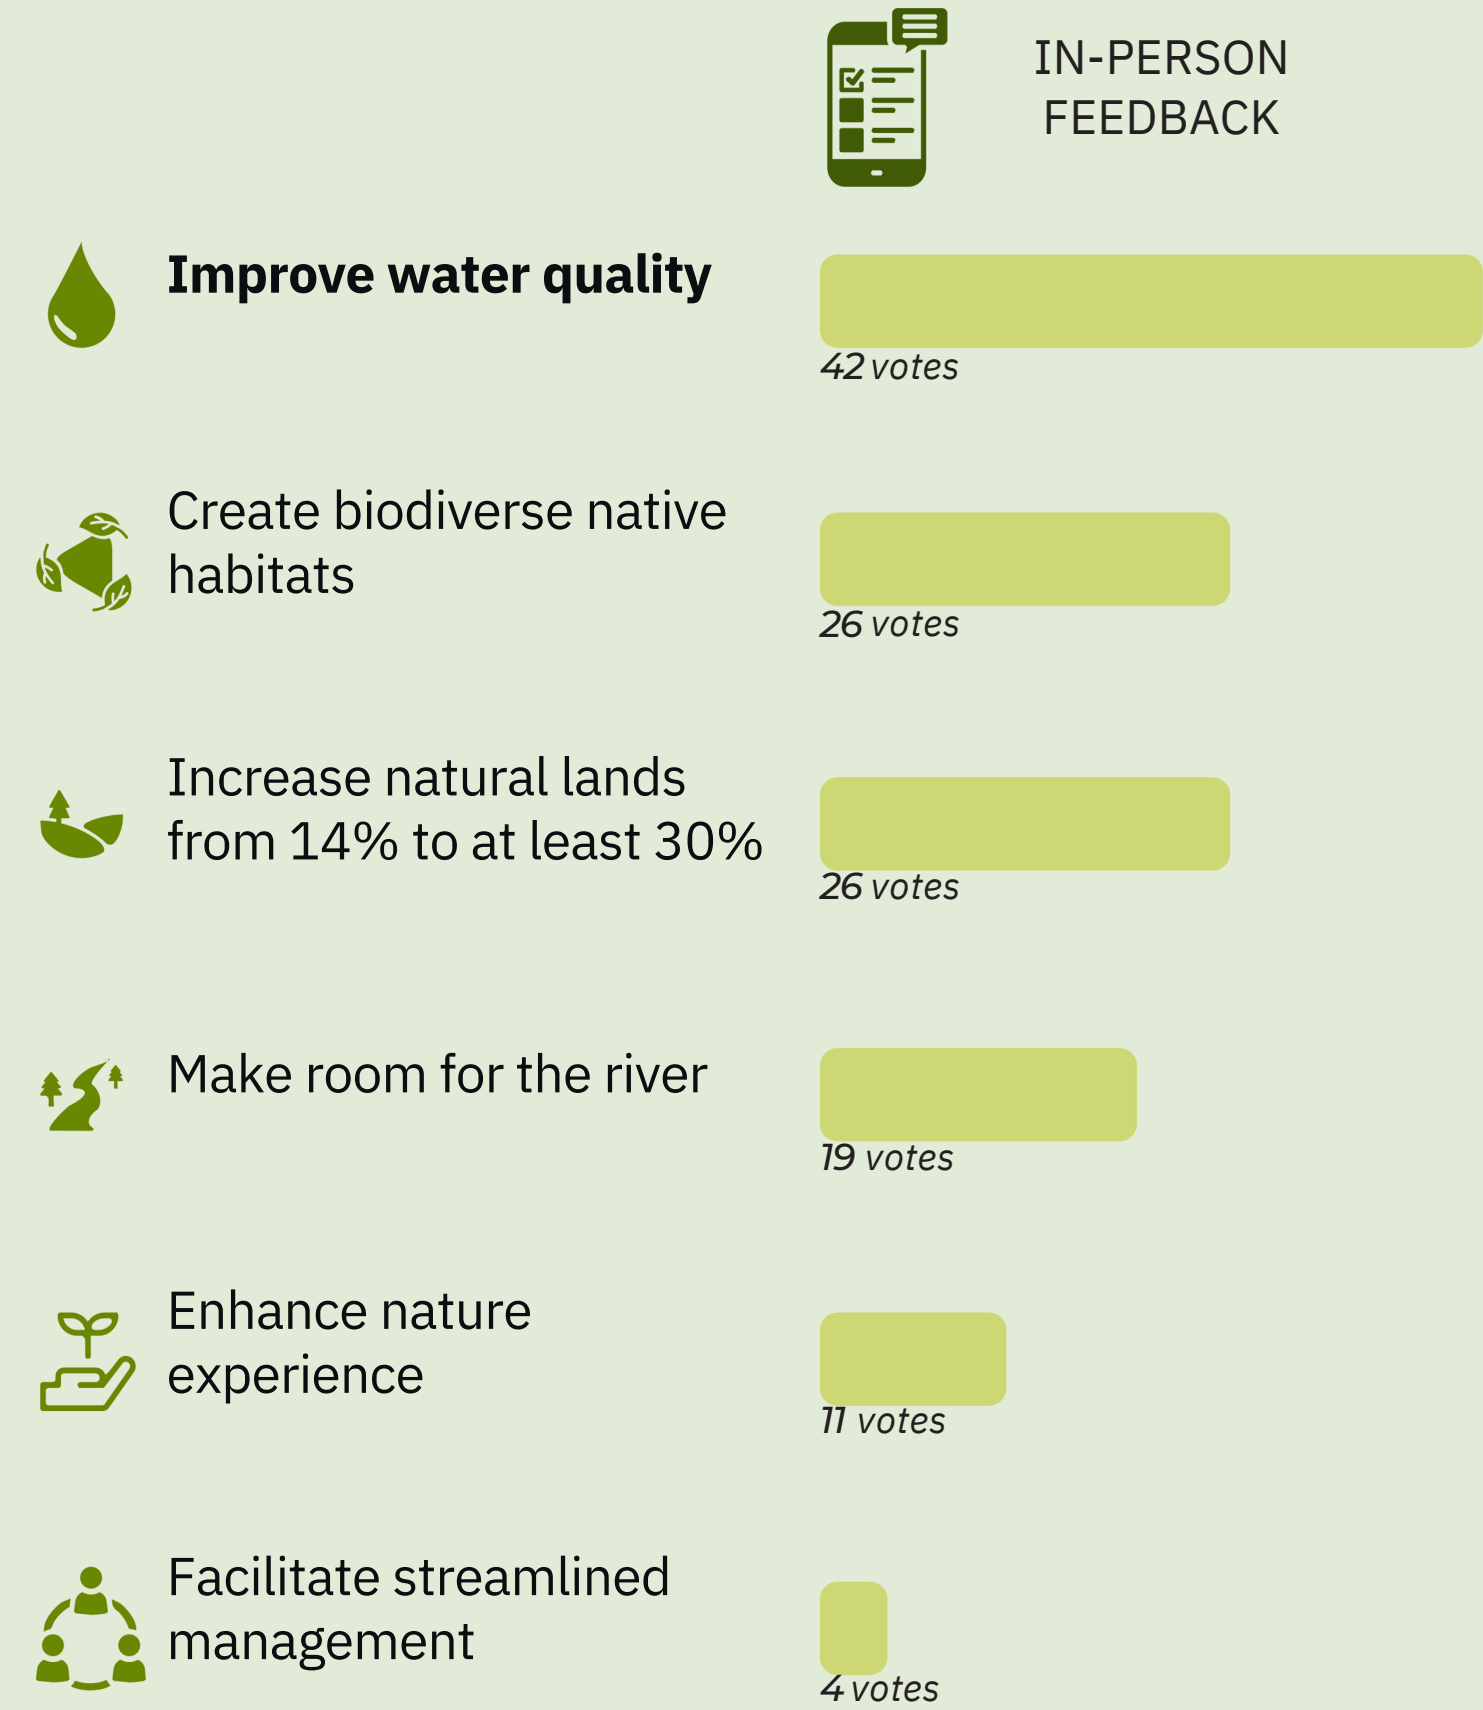 IN-PERSON
FEEDBACK
Improve water quality
42 votes
Create biodiverse native
habitats
26 votes
Increase natural lands
from 14% to at least 30%
26 votes
Make room for the river
19 votes
Enhance nature
experience
11 votes
Facilitate streamlined
management
4 votes